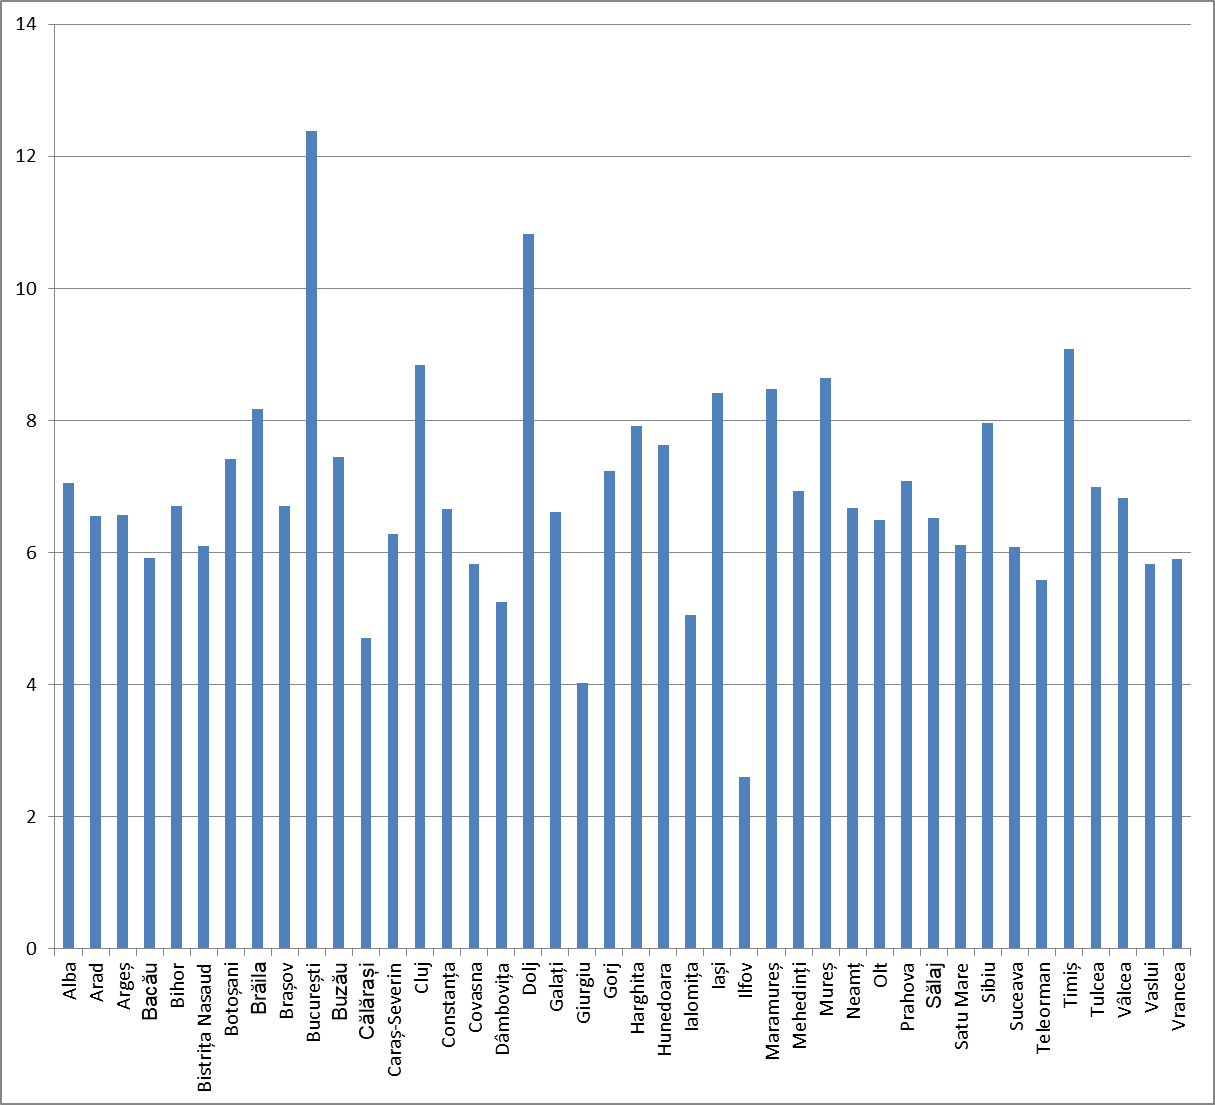 14
12
10
8
6
4
2
0
Alba
Arad
Argeș
Bacău
Bihor
Bistrița Nasaud
Botoșani
Brăila
Brașov
București
Buzău
Călărași
Caraș-Severin
Cluj
Constanța
Covasna
Dâmbovița
Dolj
Galați
Giurgiu
Gorj
Harghita
Hunedoara
Ialomița
Iași
Ilfov
Maramureș
Mehedinți
Mureș
Neamț
Olt
Prahova
Sălaj
Satu Mare
Sibiu
Suceava
Teleorman
Timiș
Tulcea
Vâlcea
Vaslui
Vrancea